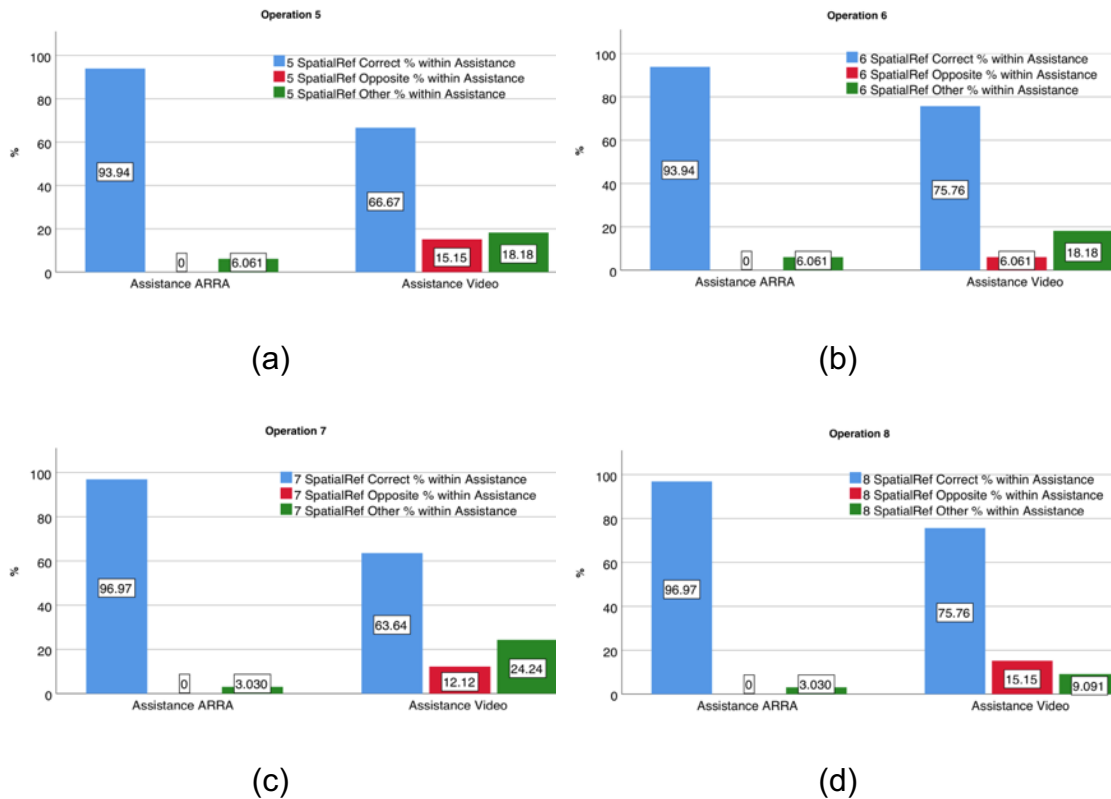 Operation 5
100
80
60
40
20
0
%
5 SpatialRef Correct % within Assistance
5 SpatialRef Opposite % within Assistance
5 SpatialRef Other % within Assistance
93.94
0
6.061
66.67
15.15
18.18
Assistance ARRA
Assistance Video
(a)
Operation 6
100
80
60
40
20
0
%
6 SpatialRef Correct % within Assistance
6 SpatialRef Opposite % within Assistance
6 SpatialRef Other % within Assistance
93.94
0
6.061
75.76
6.061
18.18
Assistance ARRA
Assistance Video
(b)
Operation 7
100
80
60
40
20
0
%
7 SpatialRef Correct % within Assistance
7 SpatialRef Opposite % within Assistance
7 SpatialRef Other % within Assistance
96.97
0
3.030
63.64
12.12
24.24
Assistance ARRA
Assistance Video
(c)
Operation 8
100
80
60
40
20
0
%
8 SpatialRef Correct % within Assistance
8 SpatialRef Opposite % within Assistance
8 SpatialRef Other % within Assistance
96.97
0
3.030
75.76
15.15
9.091
Assistance ARRA
Assistance Video
(d)